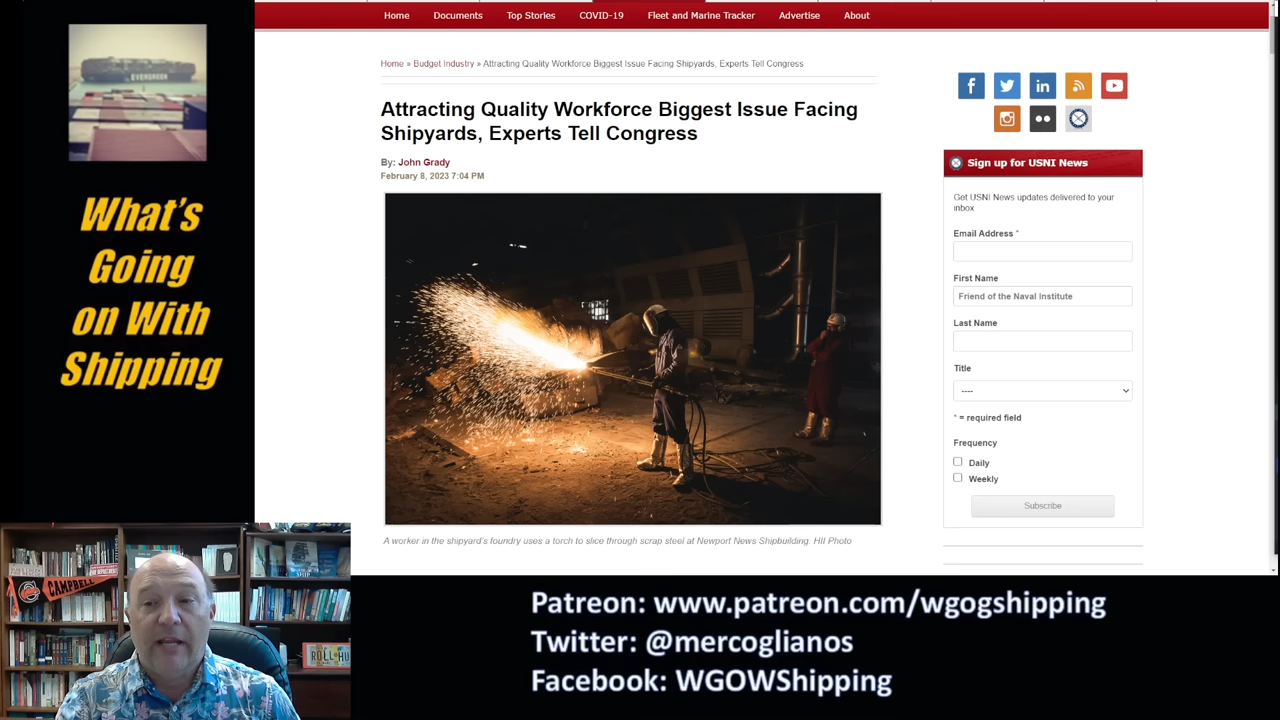 Home Documents Top Stories COVID-19 Fleet and Marine Tracker Advertise About
EVERGREEN
What's
Going
on With
Shipping
Home » Budget Industry » Attracting Quality Workforce Biggest Issue Facing Shipyards, Experts Tell Congress
Attracting Quality Workforce Biggest Issue Facing
Shipyards, Experts Tell Congress
By: John Grady
February 8, 2023 7:04 PM
A worker in the shipyard's foundry uses a torch to slice through scrap steel at Newport News Shipbuilding. HII Photo
Sign up for USNI News
Get USNI News updates delivered to your
inbox
Email Address *
First Name
Friend of the Naval Institute
Last Name
Title
----
* = required field
Frequency
Daily
Weekly
Subscribe
CAMPBELL
ROLL HU
Patreon: www.patreon.com/wgogshipping
Twitter: @mercoglianos
Facebook: WGOWShipping